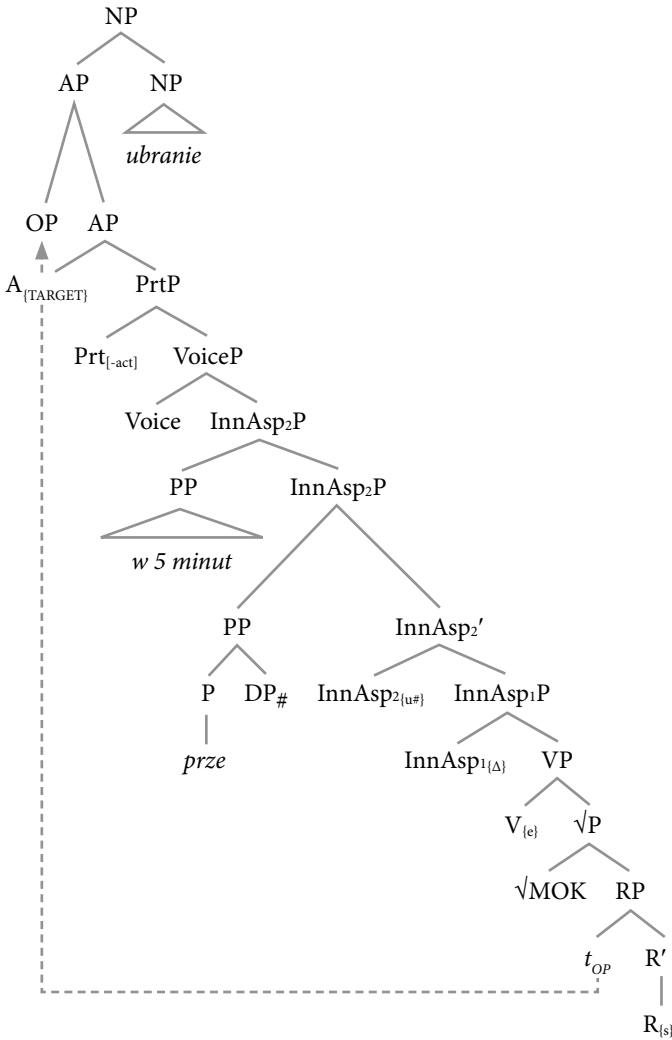 NP
AP NP
ubranie
OP AP
A{TARGET} PrtP
Prt[-act] VoiceP
Voice InnAsp₂P
PP InnAsp₂P
w 5 minut
PP InnAsp₂′
P DP# InnAsp₂{u#} InnAsp₁P
prze InnAsp₁{Δ} VP
V{e} √P
√MOK RP
tOP R'
R{s}